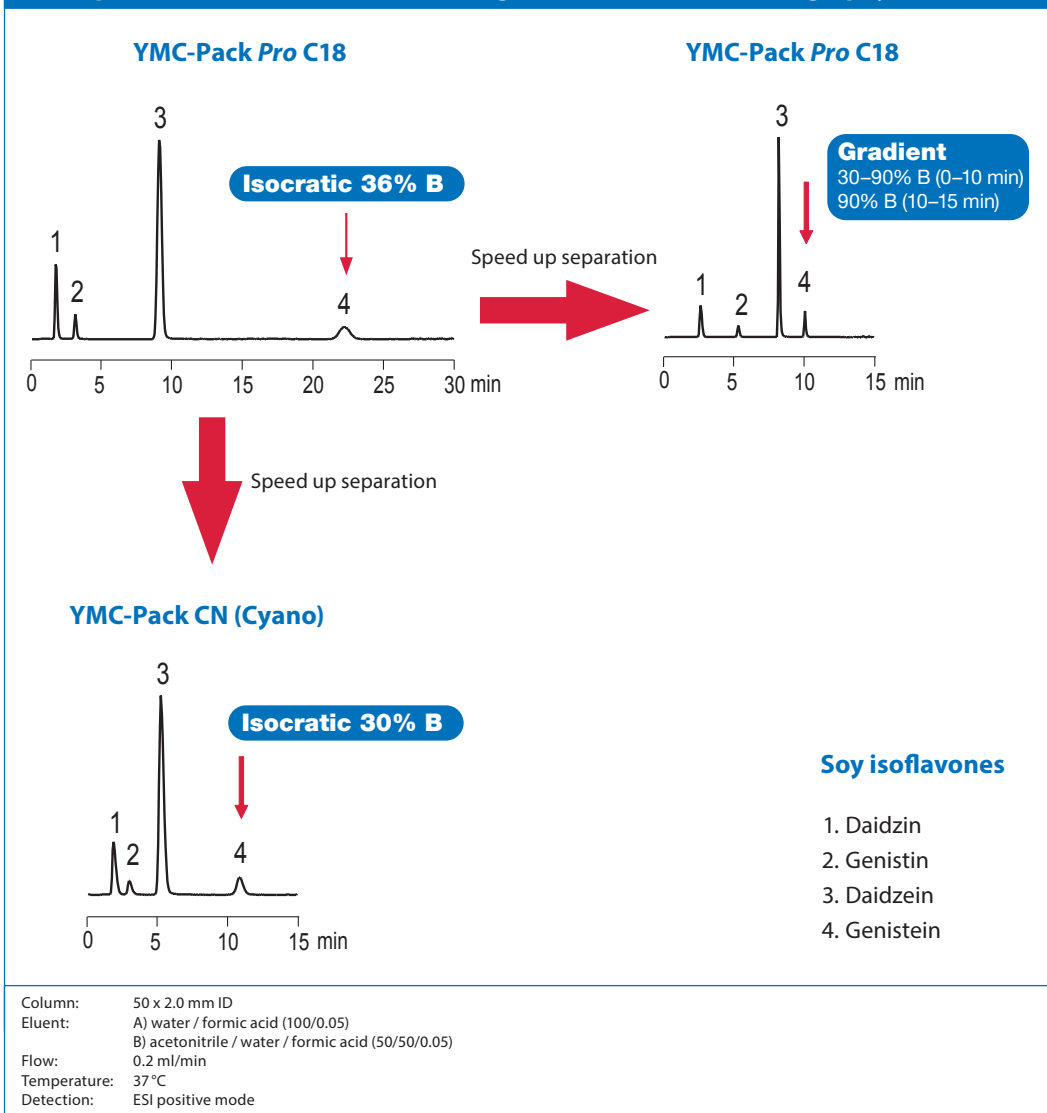 YMC-Pack Pro C18
3
Isocratic 36% B
1
2
4
0 5 10 15 20 25 30 min
Speed up separation
YMC-Pack Pro C18
3
Gradient
30–90% B (0–10 min)
90% B (10–15 min)
1
2
4
0 5 10 15 min
Speed up separation
YMC-Pack CN (Cyano)
3
Isocratic 30% B
1
2
4
0 5 10 15 min
Soy isoflavones
1. Daidzin
2. Genistin
3. Daidzein
4. Genistein
Column: 50 x 2.0 mm ID
Eluent: A) water / formic acid (100/0.05)
B) acetonitrile / water / formic acid (50/50/0.05)
Flow: 0.2 ml/min
Temperature: 37 °C
Detection: ESI positive mode